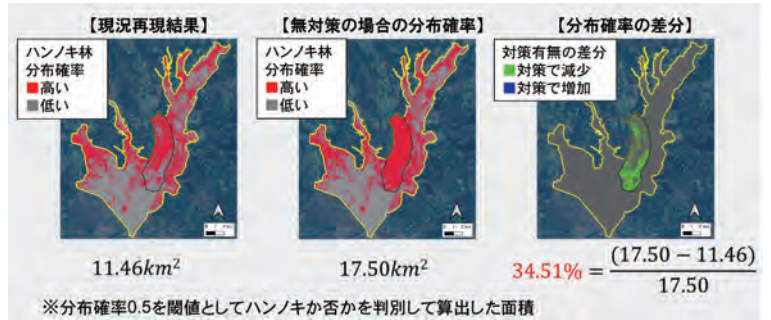 【現況再現結果】
【無対策の場合の分布確率】
【分布確率の差分】
ハンノキ林
分布確率
高い
低い
ハンノキ林
分布確率
高い
低い
対策有無の差分
対策で減少
対策で増加
11.46km²
17.50km²
34.51% = (17.50 − 11.46)
17.50
※分布確率0.5を閾値としてハンノキか否かを判別して算出した面積